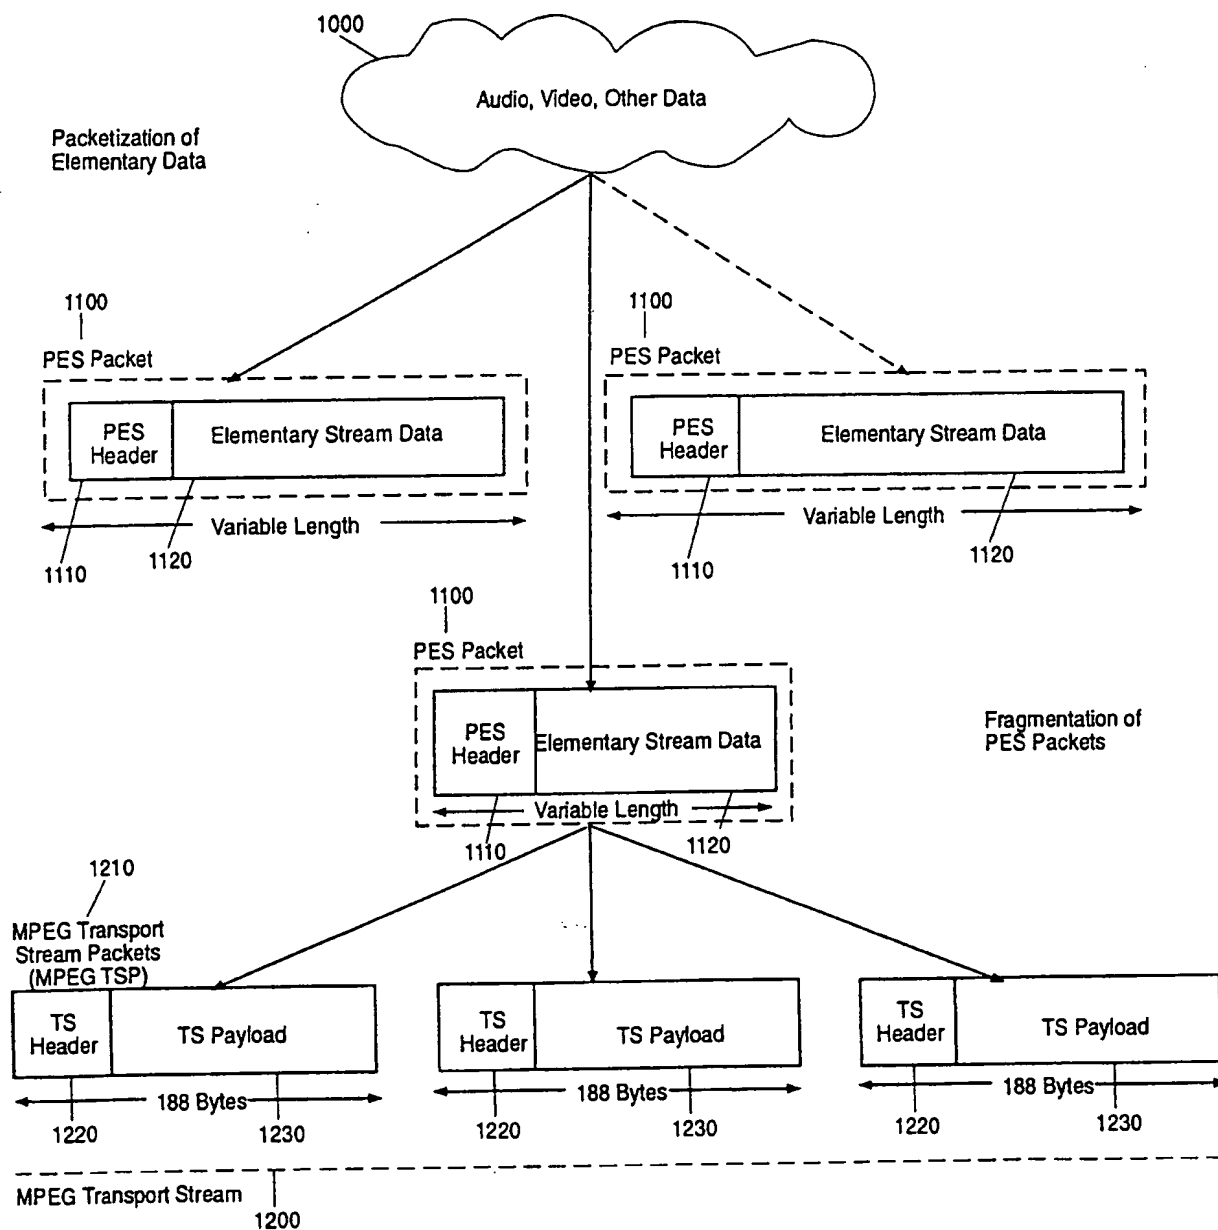 1000
Audio, Video, Other Data
Packetization of
Elementary Data
1100
PES Packet
PES
Header
Elementary Stream Data
Variable Length
1110
1120
1100
PES Packet
PES
Header
Elementary Stream Data
Variable Length
1110
1120
1100
PES Packet
PES
Header
Elementary Stream Data
Variable Length
1110
1120
Fragmentation of
PES Packets
1210
MPEG Transport
Stream Packets
(MPEG TSP)
TS
Header
TS Payload
188 Bytes
1220
1230
TS
Header
TS Payload
188 Bytes
1220
1230
TS
Header
TS Payload
188 Bytes
1220
1230
MPEG Transport Stream
1200